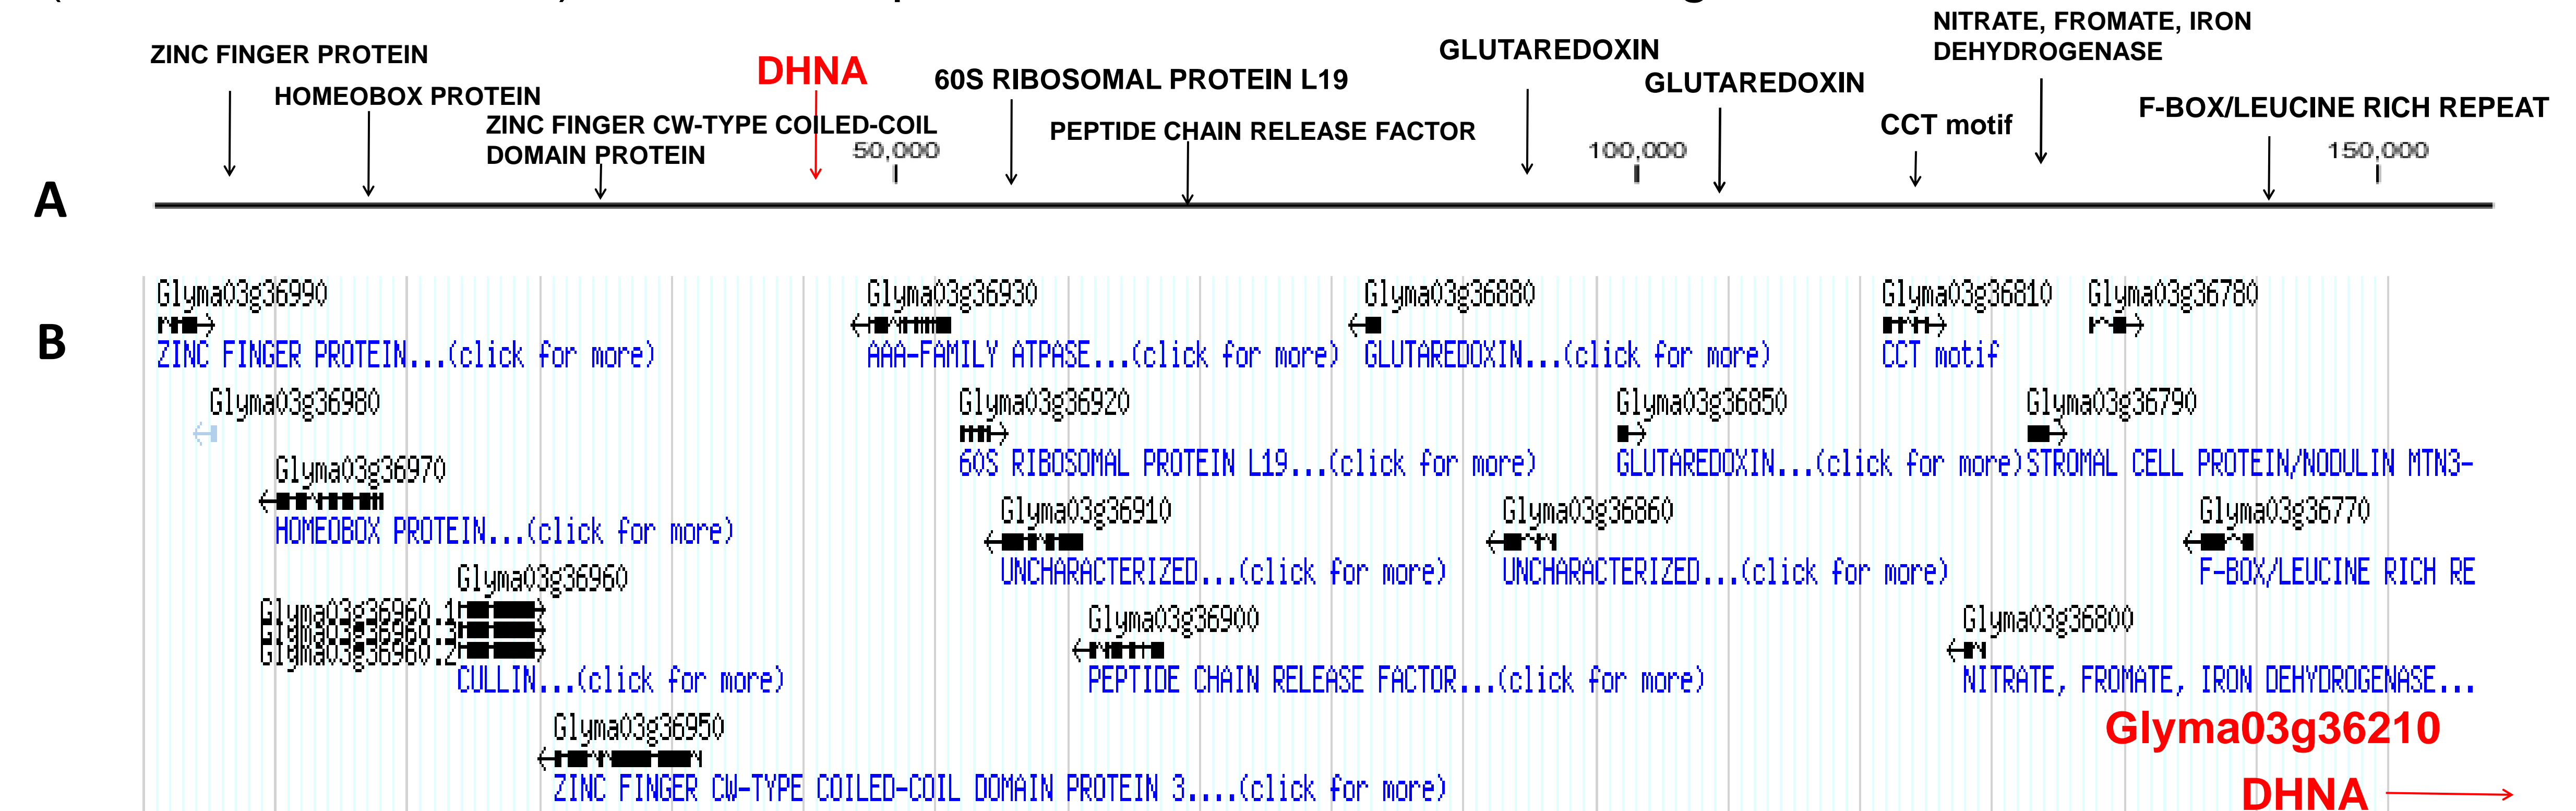 ZINC FINGER PROTEIN
HOMEOBOX PROTEIN
ZINC FINGER CW-TYPE COILED-COIL
DOMAIN PROTEIN
DHNA
60S RIBOSOMAL PROTEIN L19
PEPTIDE CHAIN RELEASE FACTOR
GLUTAREDOXIN
GLUTAREDOXIN
CCT motif
NITRATE, FROMATE, IRON
DEHYDROGENASE
F-BOX/LEUCINE RICH REPEAT
50,000
100,000
150,000
A
B
Glyma03g36990
ZINC FINGER PROTEIN...(click for more)
Glyma03g36930
AAA-FAMILY ATPASE...(click for more)
Glyma03g36880
GLUTAREDOXIN...(click for more)
Glyma03g36810
CCT motif
Glyma03g36780
Glyma03g36980
Glyma03g36920
60S RIBOSOMAL PROTEIN L19...(click for more)
Glyma03g36850
GLUTAREDOXIN...(click for more)
Glyma03g36790
STROMAL CELL PROTEIN/NODULIN MTN3-
Glyma03g36970
HOMEOBOX PROTEIN...(click for more)
Glyma03g36910
UNCHARACTERIZED...(click for more)
Glyma03g36860
UNCHARACTERIZED...(click for more)
Glyma03g36770
F-BOX/LEUCINE RICH RE
Glyma03g36960
Glyma03g36960.1
Glyma03g36960.3
Glyma03g36960.2
CULLIN...(click for more)
Glyma03g36900
PEPTIDE CHAIN RELEASE FACTOR...(click for more)
Glyma03g36800
NITRATE, FROMATE, IRON DEHYDROGENASE...
Glyma03g36950
ZINC FINGER CW-TYPE COILED-COIL DOMAIN PROTEIN 3....(click for more)
Glyma03g36210
DHNA